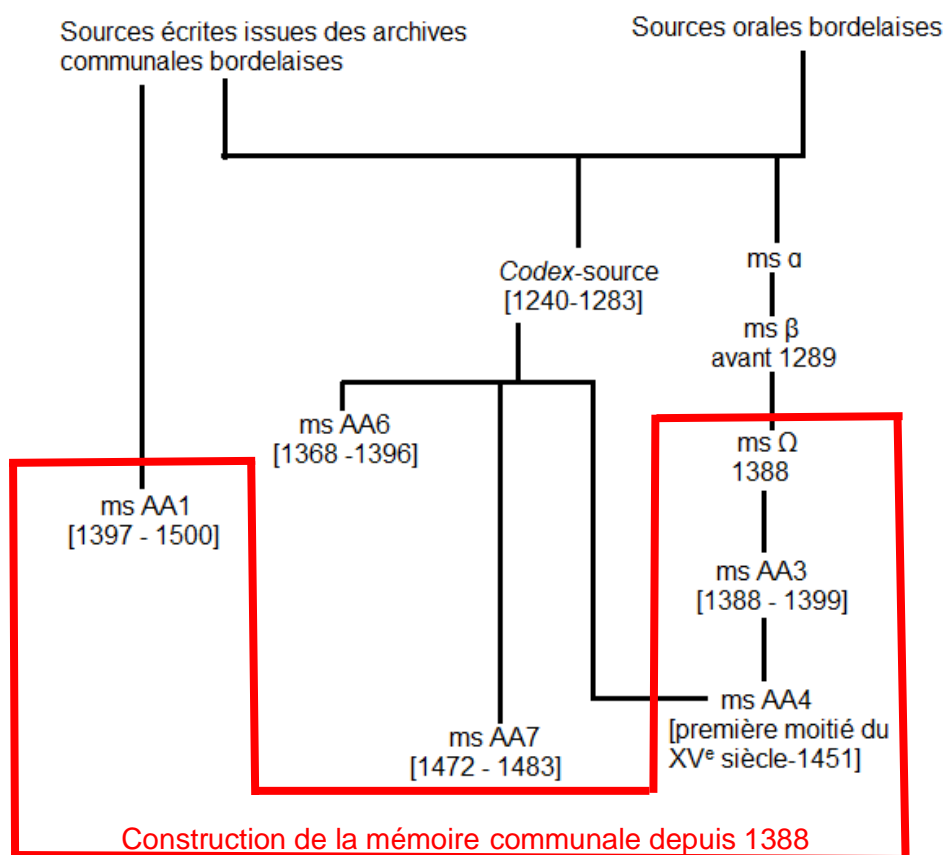 Sources écrites issues des archives
communales bordelaises
Sources orales bordelaises
Codex-source
[1240-1283]
ms α
ms β
avant 1289
ms AA6
[1368 -1396]
ms Ω
1388
ms AA1
[1397 - 1500]
ms AA3
[1388 - 1399]
ms AA4
[première moitié du
XVᵉ siècle-1451]
ms AA7
[1472 - 1483]
Construction de la mémoire communale depuis 1388